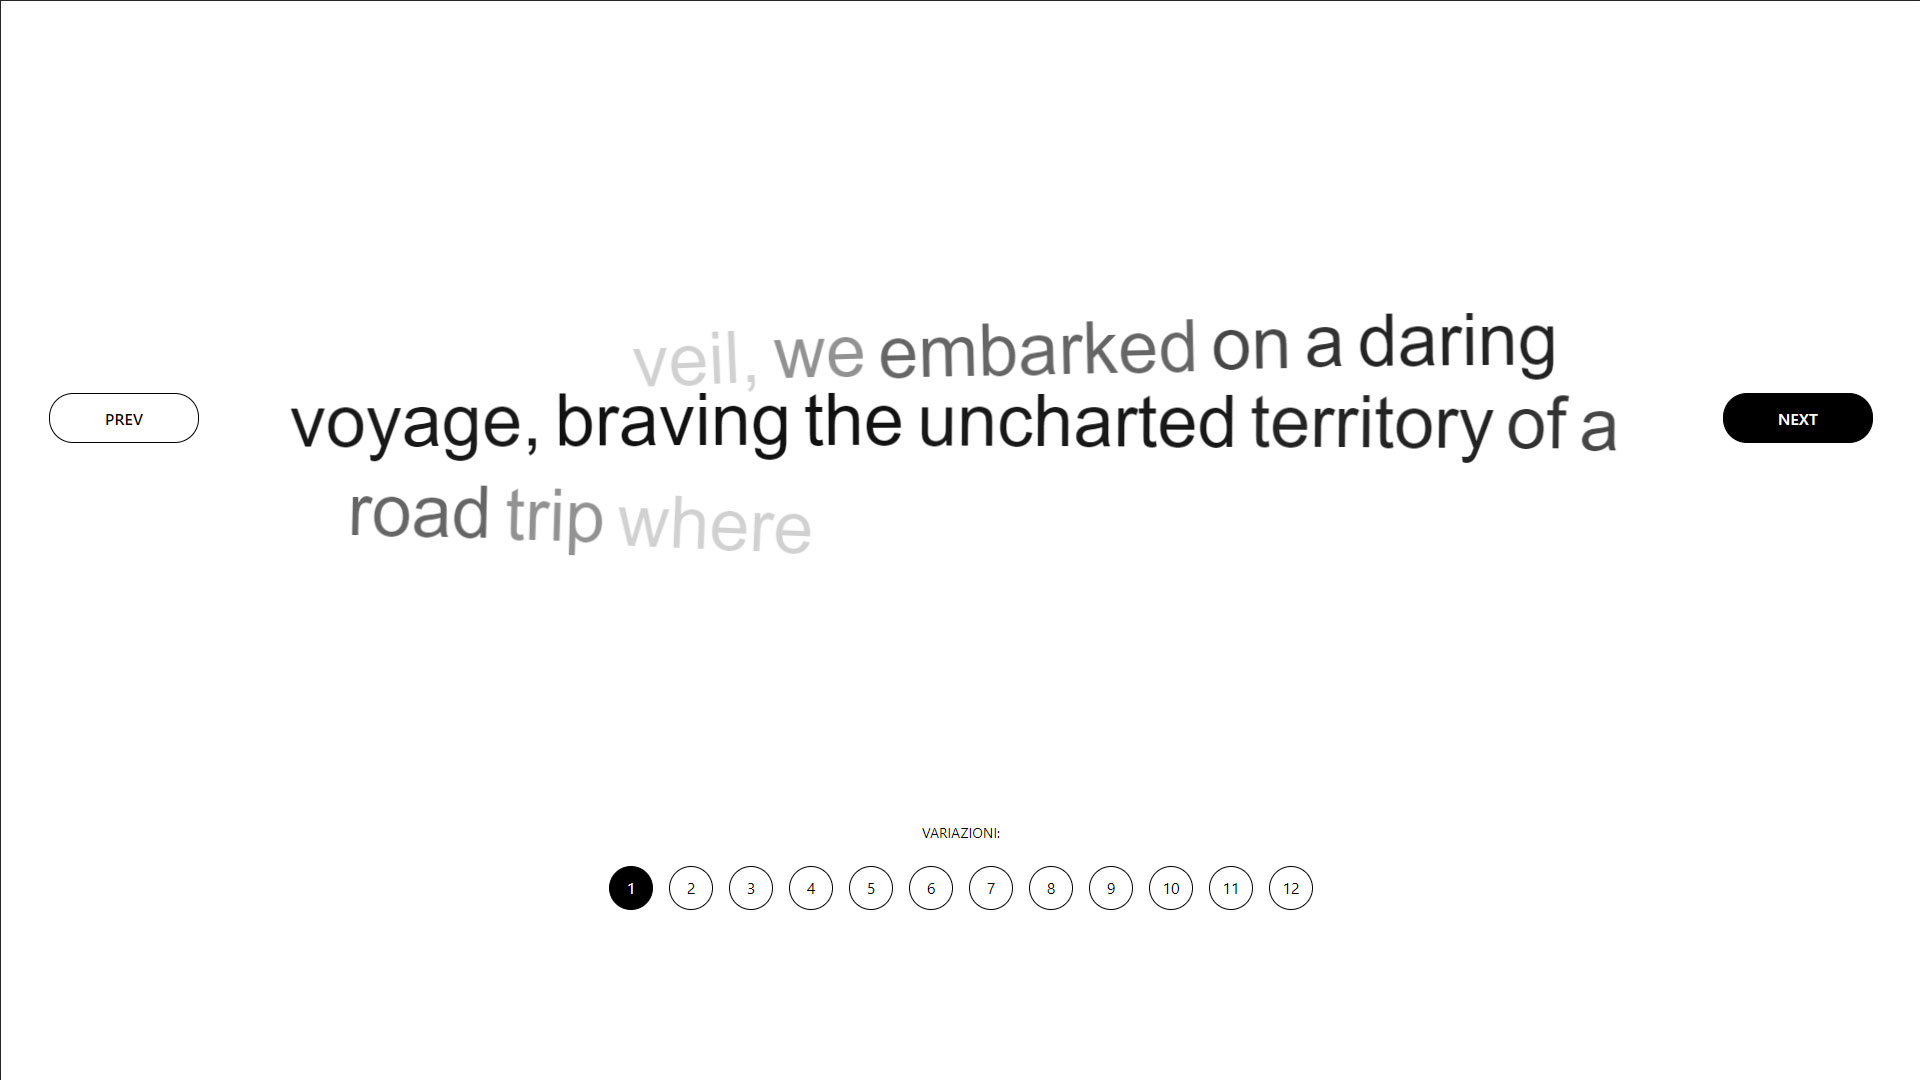 veil, we embarked on a daring
PREV
voyage, braving the uncharted territory of a
NEXT
road trip where
VARIAZIONI:
1 2 3 4 5 6 7 8 9 10 11 12